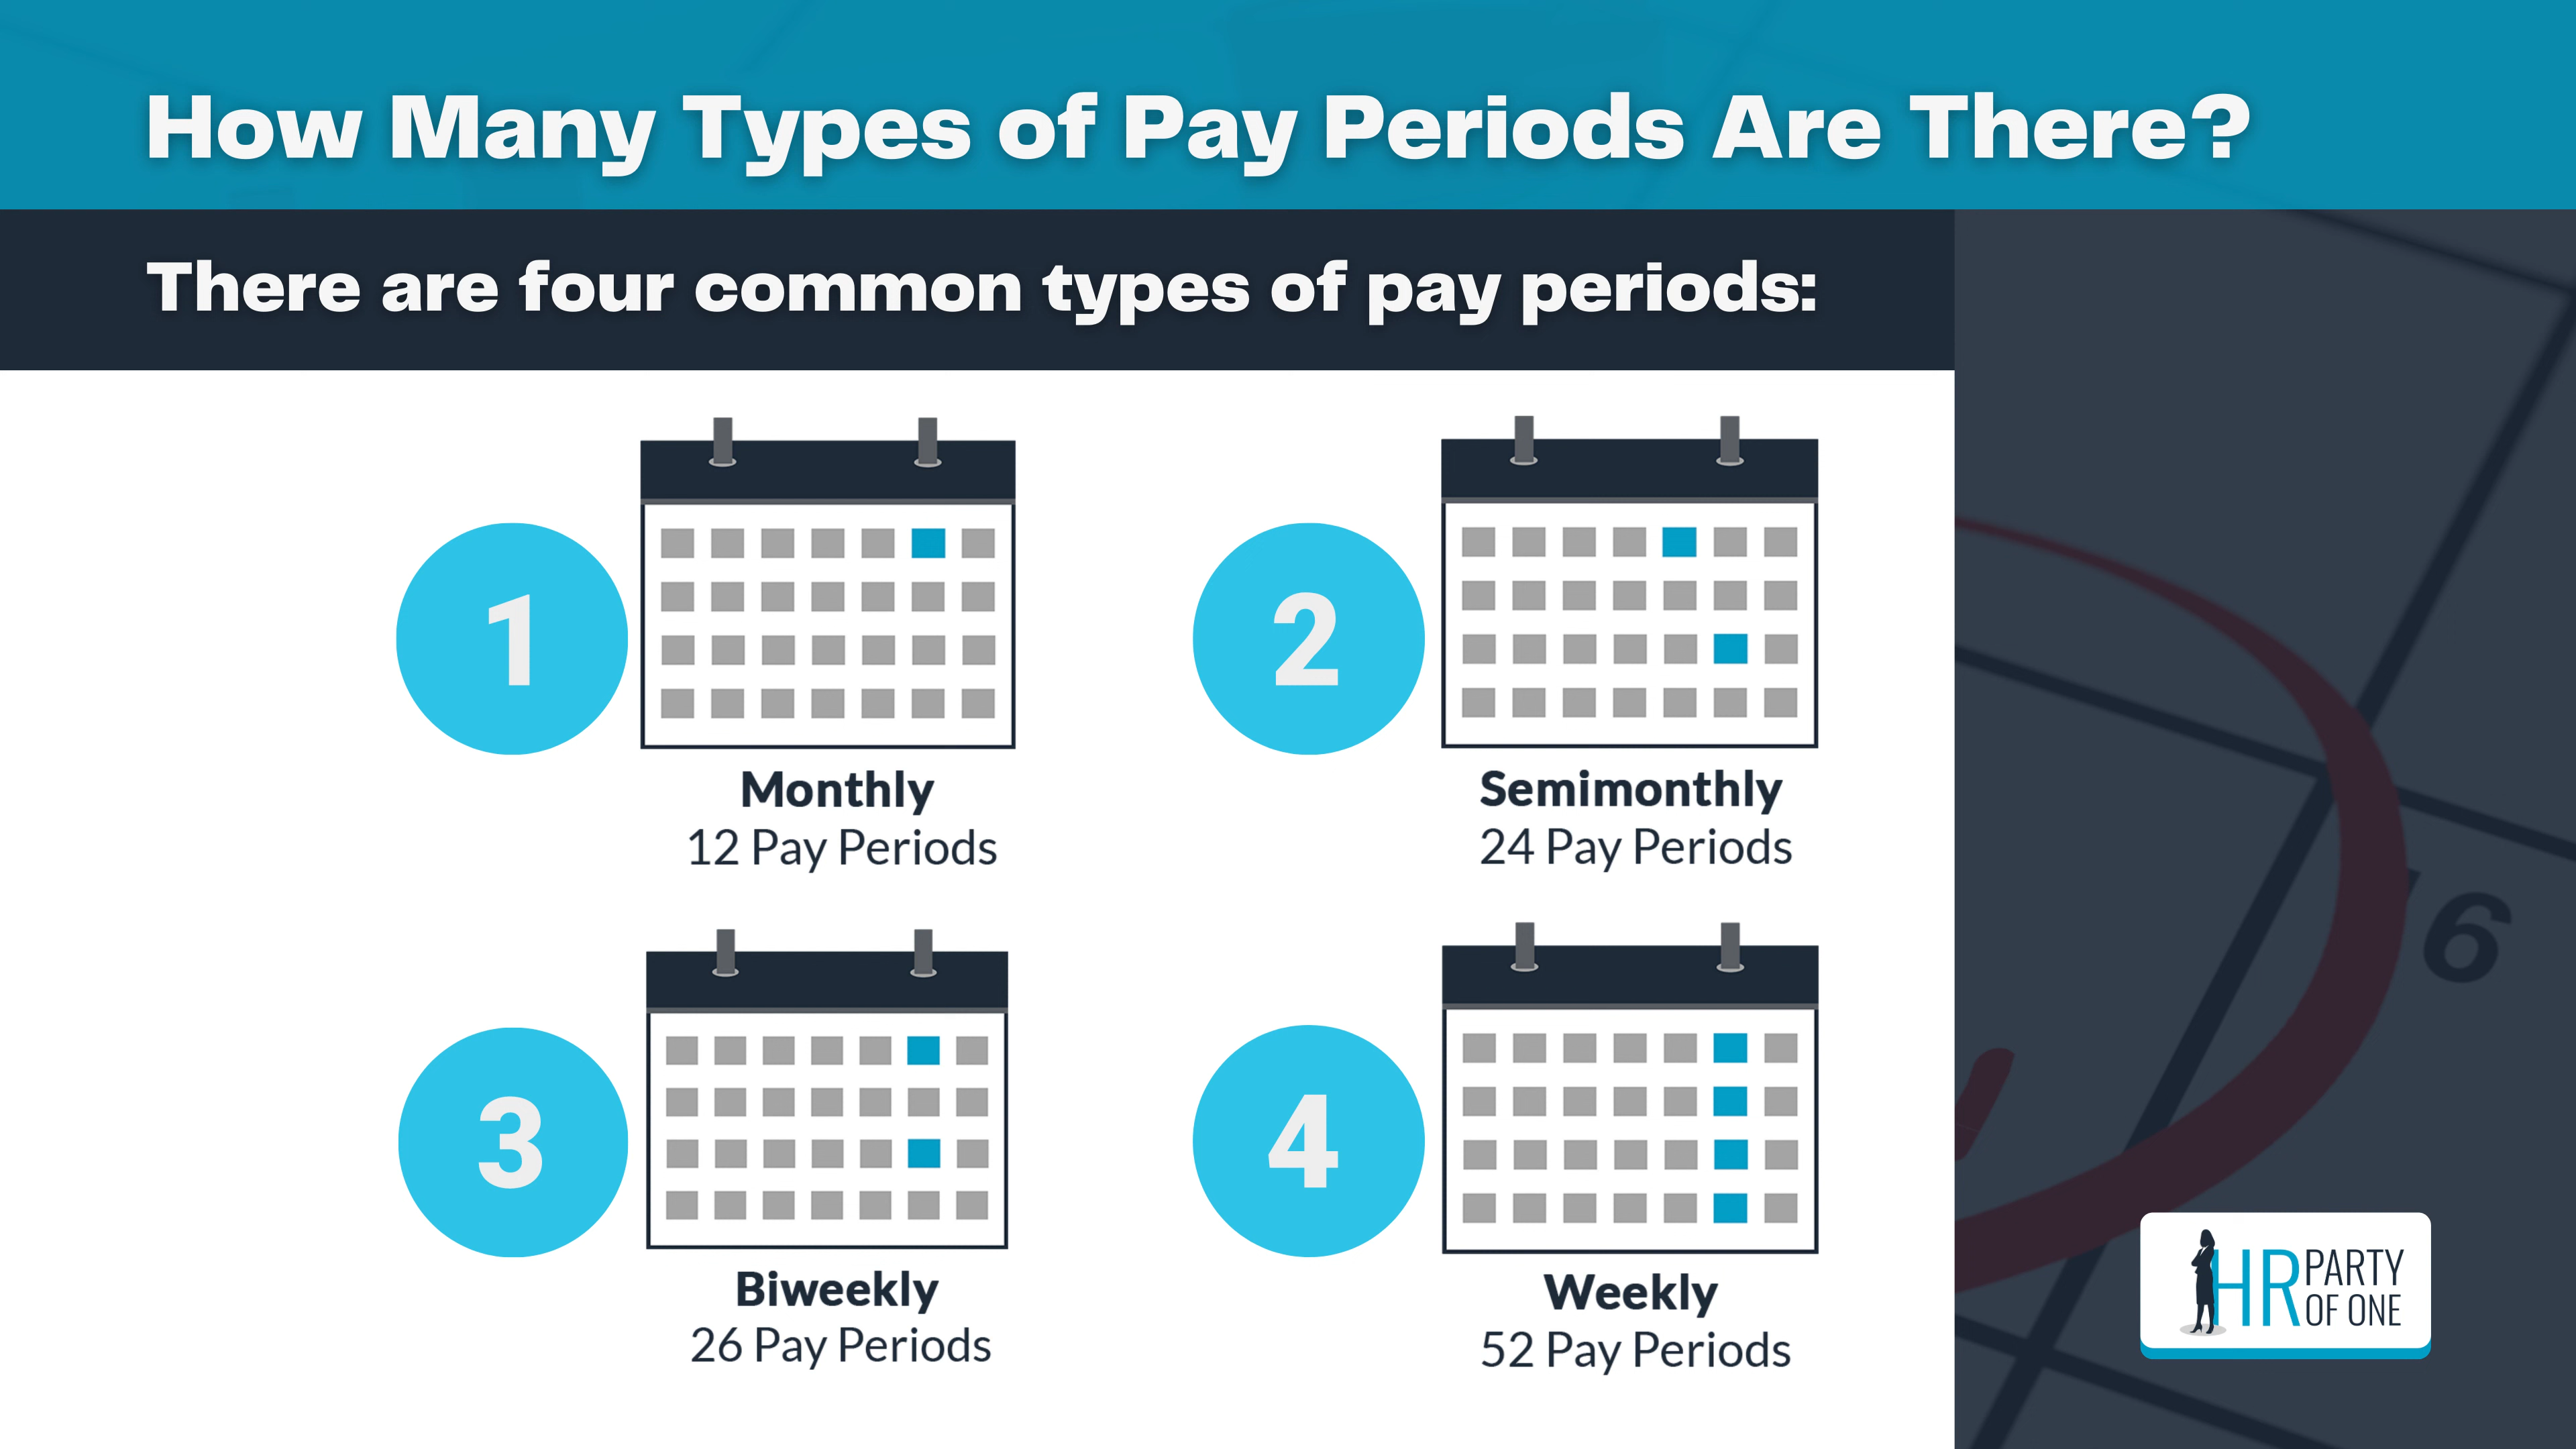 How Many Types of Pay Periods Are There?
There are four common types of pay periods:
1
Monthly
12 Pay Periods
2
Semimonthly
24 Pay Periods
3
Biweekly
26 Pay Periods
4
Weekly
52 Pay Periods
6
HR PARTY
OF ONE